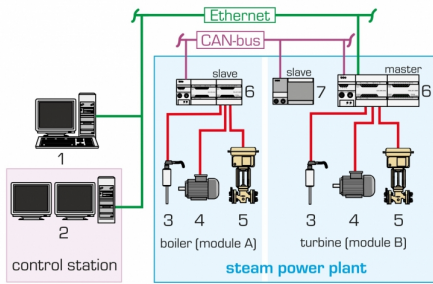 Ethernet
CAN-bus
slave
6
slave
7
master
6
1
2
3
4
5
3
4
5
boiler (module A)
turbine (module B)
control station
steam power plant